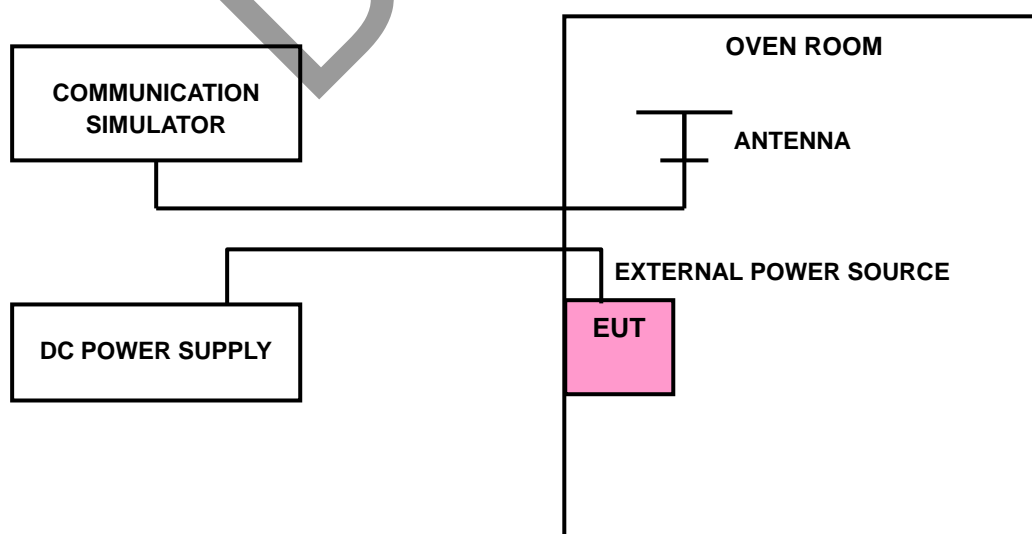 OVEN ROOM
COMMUNICATION
SIMULATOR
ANTENNA
EXTERNAL POWER SOURCE
EUT
DC POWER SUPPLY